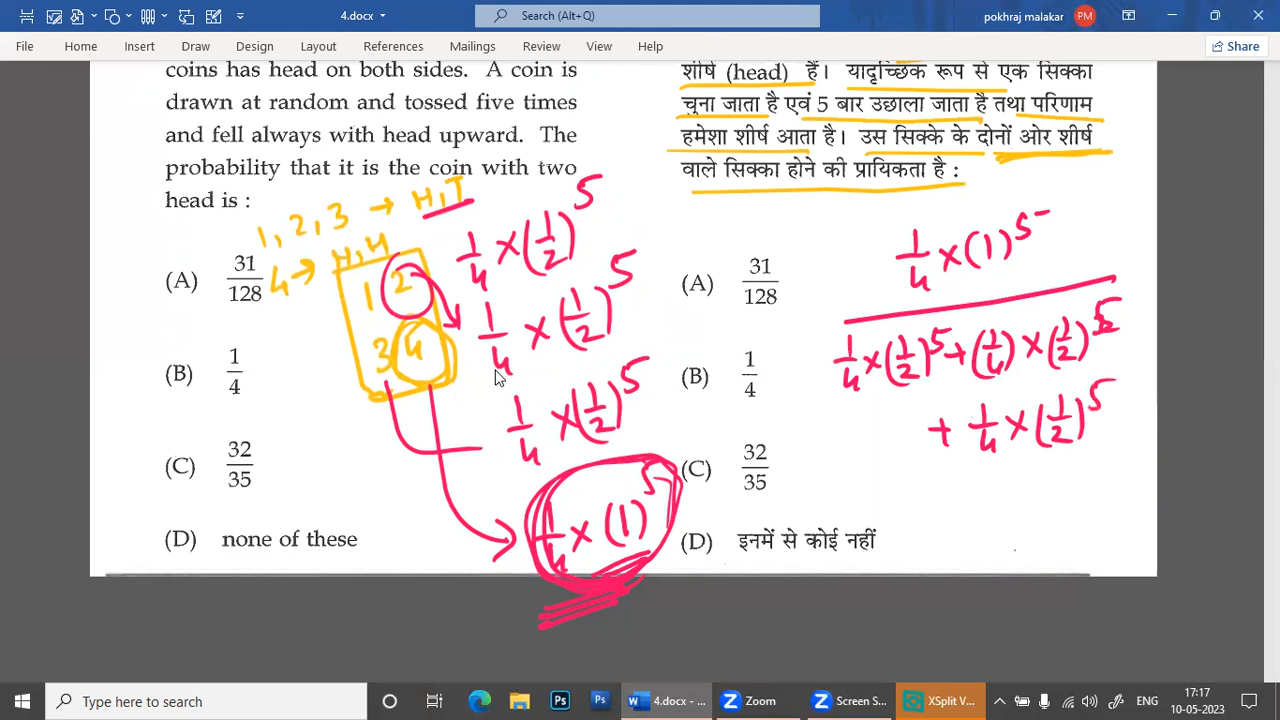 4.docx
Search (Alt+Q)
pokhraj malakar PM
File Home Insert Draw Design Layout References Mailings Review View Help Share
coins has head on both sides. A coin is
drawn at random and tossed five times
and fell always with head upward. The
probability that it is the coin with two
head is :
(A) 31/128
(B) 1/4
(C) 32/35
(D) none of these
1, 2, 3 → H, T
4 → H, H
1 2
3 4
1/4 × (1/2)^5
1/4 × (1/2)^5
1/4 × (1/2)^5
1/4 × (1)^5
शीर्ष (head) हैं। यादृच्छिक रूप से एक सिक्का
चुना जाता है एवं 5 बार उछाला जाता है तथा परिणाम
हमेशा शीर्ष आता है। उस सिक्के के दोनों ओर शीर्ष
वाले सिक्का होने की प्रायिकता है :
(A) 31/128
(B) 1/4
(C) 32/35
(D) इनमें से कोई नहीं
1/4 × (1)^5
1/4 × (1/2)^5 + (1/4) × (1/2)^5
+ 1/4 × (1/2)^5
Type here to search
4.docx - ...
Zoom
Screen S...
XSplit V...
ENG
17:17
10-05-2023